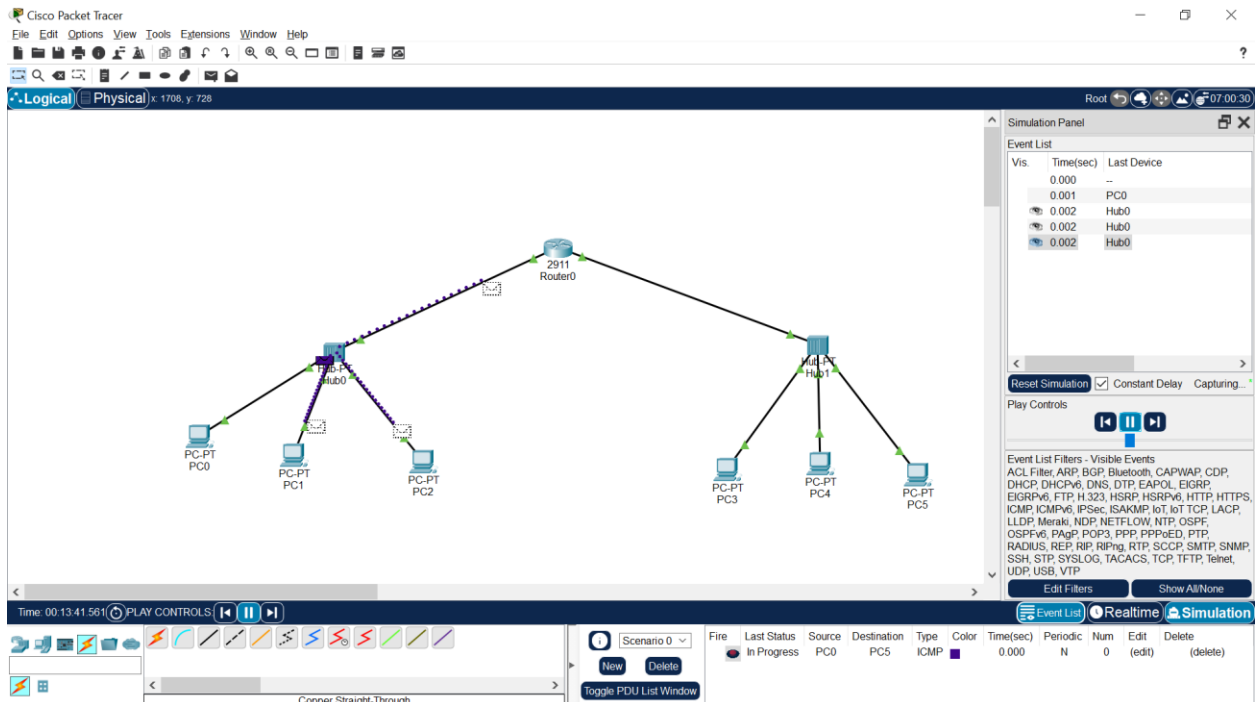 Cisco Packet Tracer
File Edit Options View Tools Extensions Window Help
?
Logical Physical x: 1708, y: 728
Root 07:00:30
2911
Router0
Hub-PT
Hub0
Hub-PT
Hub1
PC-PT
PC0
PC-PT
PC1
PC-PT
PC2
PC-PT
PC3
PC-PT
PC4
PC-PT
PC5
Simulation Panel
Event List
Vis. Time(sec) Last Device
0.000 --
0.001 PC0
0.002 Hub0
0.002 Hub0
0.002 Hub0
Reset Simulation Constant Delay Capturing...
Play Controls
Event List Filters - Visible Events
ACL Filter, ARP, BGP, Bluetooth, CAPWAP, CDP,
DHCP, DHCPv6, DNS, DTP, EAPOL, EIGRP,
EIGRPv6, FTP, H.323, HSRP, HSRPv6, HTTP, HTTPS,
ICMP, ICMPv6, IPSec, ISAKMP, IoT, IoT TCP, LACP,
LLDP, Meraki, NDP, NETFLOW, NTP, OSPF,
OSPFv6, PAgP, POP3, PPP, PPPoED, PTP,
RADIUS, REP, RIP, RIPng, RTP, SCCP, SMTP, SNMP,
SSH, STP, SYSLOG, TACACS, TCP, TFTP, Telnet,
UDP, USB, VTP
Edit Filters Show All/None
Time: 00:13:41.561 PLAY CONTROLS:
Event List Realtime Simulation
Scenario 0
New Delete
Toggle PDU List Window
Fire Last Status Source Destination Type Color Time(sec) Periodic Num Edit Delete
In Progress PC0 PC5 ICMP 0.000 N 0 (edit) (delete)
Copper Straight-Through